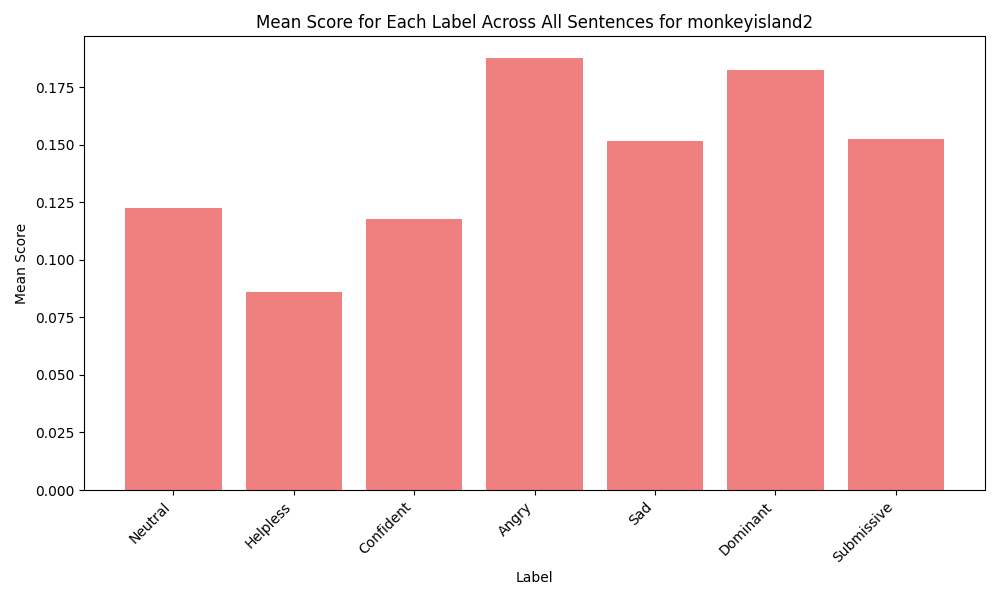 Mean Score for Each Label Across All Sentences for monkeyisland2
Mean Score
0.175
0.150
0.125
0.100
0.075
0.050
0.025
0.000
Neutral
Helpless
Confident
Angry
Sad
Dominant
Submissive
Label